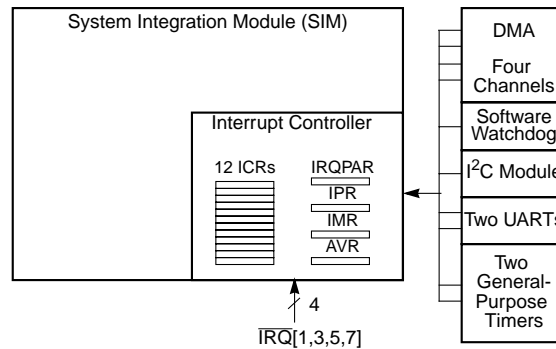 System Integration Module (SIM)
Interrupt Controller
12 ICRs
IRQPAR
IPR
IMR
AVR
4
IRQ[1,3,5,7]
DMA
Four
Channels
Software
Watchdog
I²C Module
Two UARTs
Two
General-
Purpose
Timers